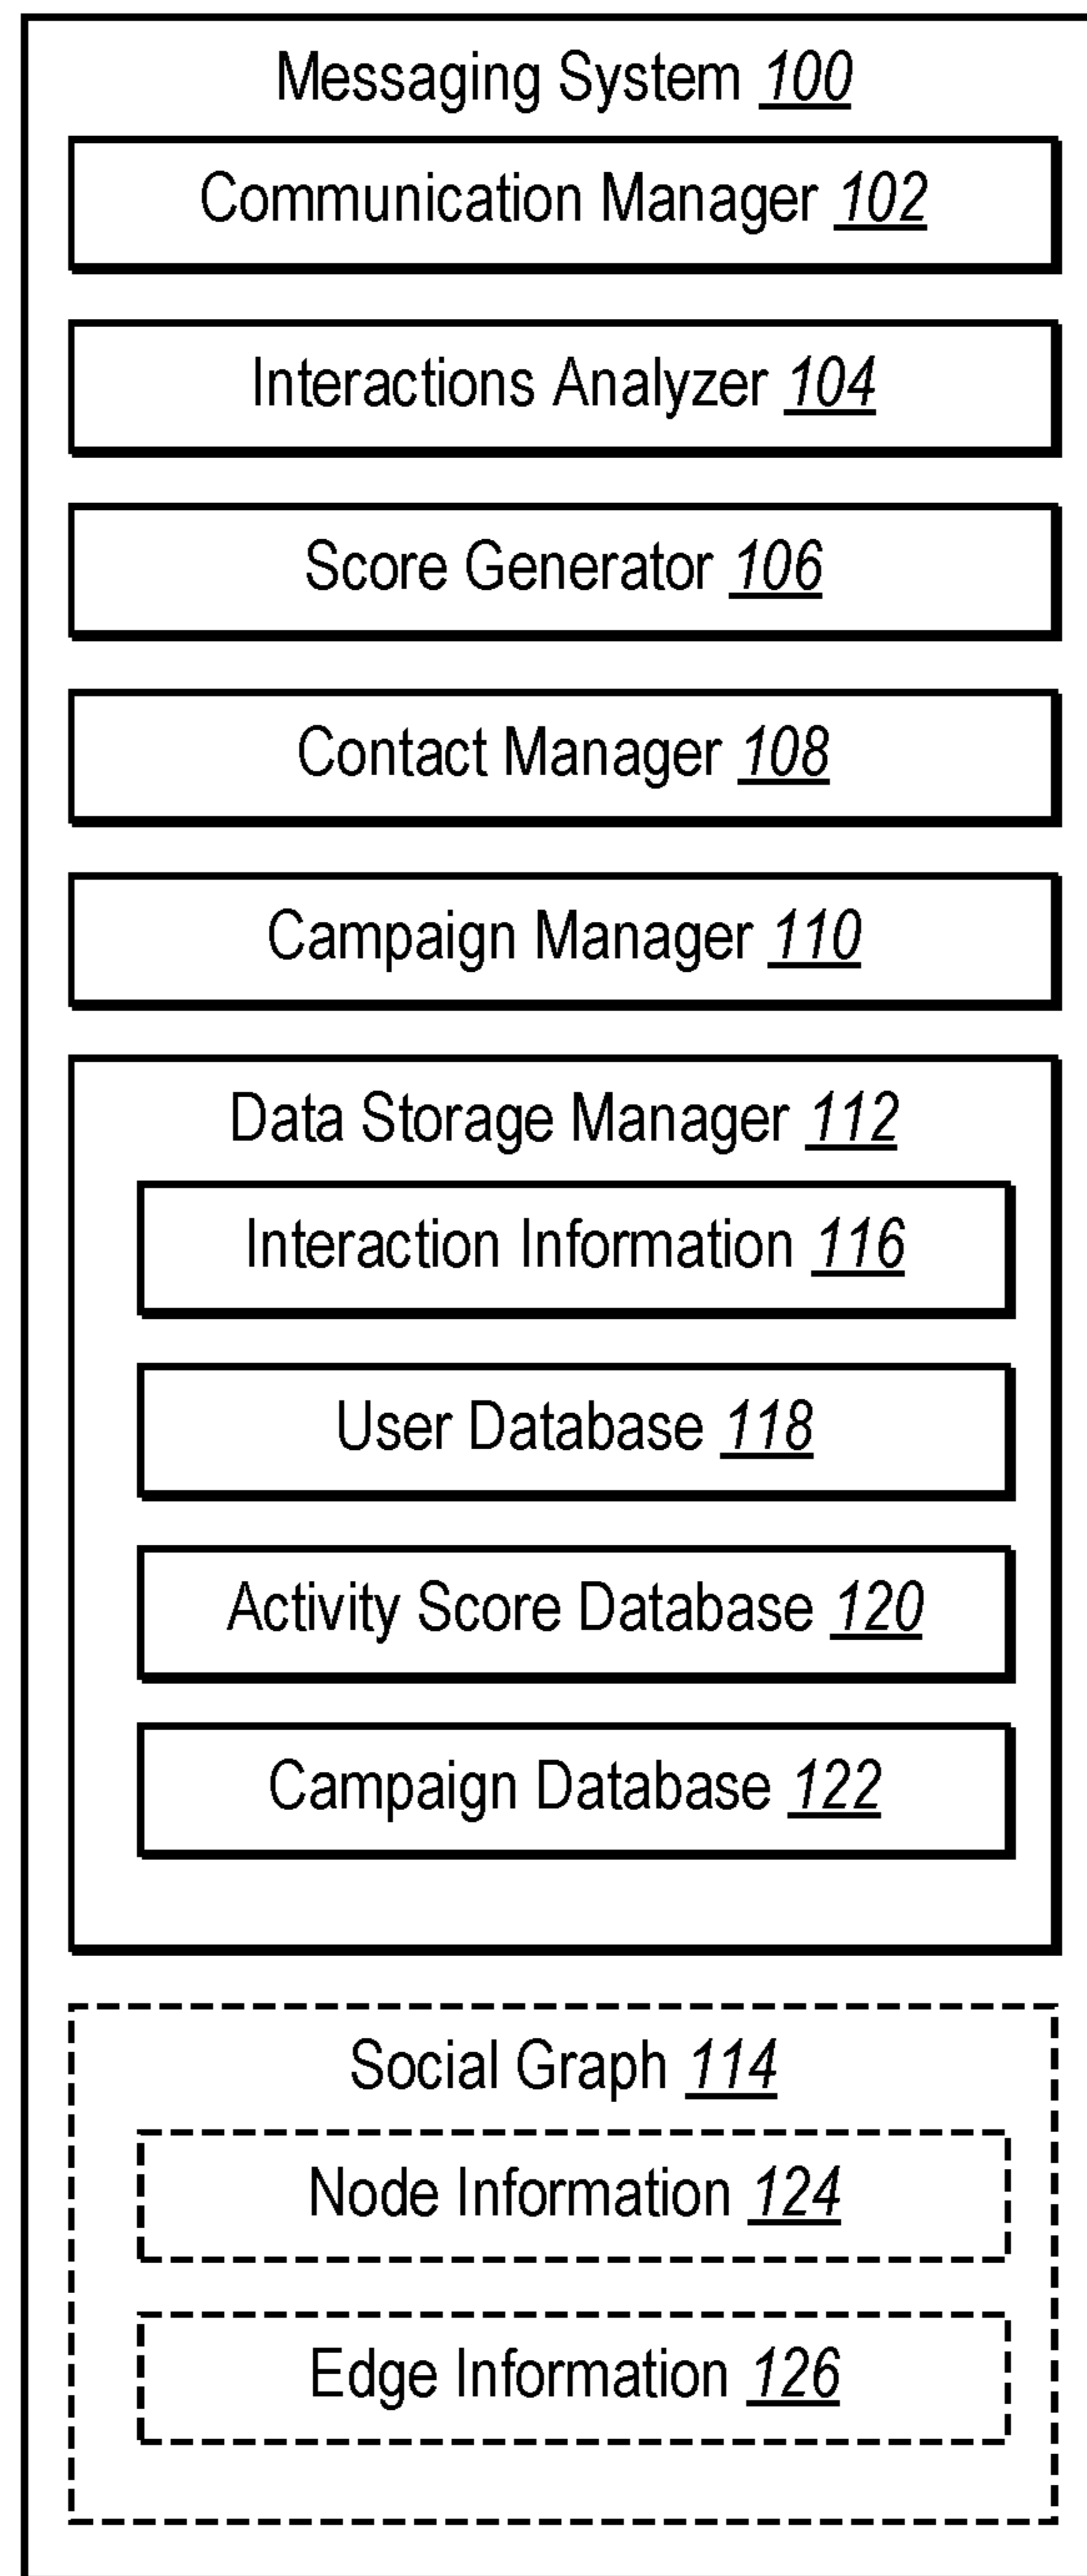 Messaging System 100
Communication Manager 102
Interactions Analyzer 104
Score Generator 106
Contact Manager 108
Campaign Manager 110
Data Storage Manager 112
Interaction Information 116
User Database 118
Activity Score Database 120
Campaign Database 122
Social Graph 114
Node Information 124
Edge Information 126